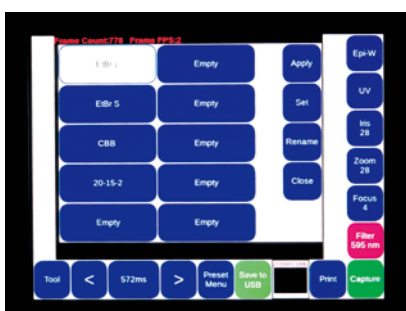 Frame Count:778 Frame FPS:2
EtBr L
Empty
Apply
Epi-W
EtBr S
Empty
Set
UV
CBB
Empty
Rename
Iris
28
20-15-2
Empty
Close
Zoom
28
Empty
Empty
Focus
4
Filter
595 nm
Tool
<
572ms
>
Preset
Menu
Save to
USB
Print
Capture